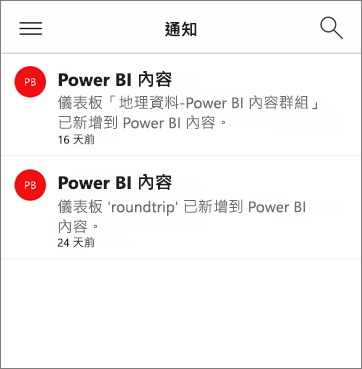 通知
PB
Power BI 內容
儀表板「地理資料-Power BI 內容群組」
已新增到 Power BI 內容。
16 天前
PB
Power BI 內容
儀表板 'roundtrip' 已新增到 Power BI
內容。
24 天前